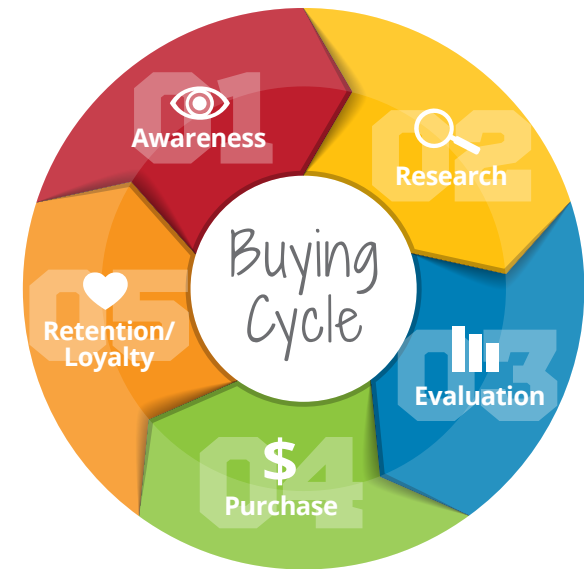 Buying
Cycle
01
Awareness
02
Research
03
Evaluation
04
$
Purchase
05
Retention/
Loyalty